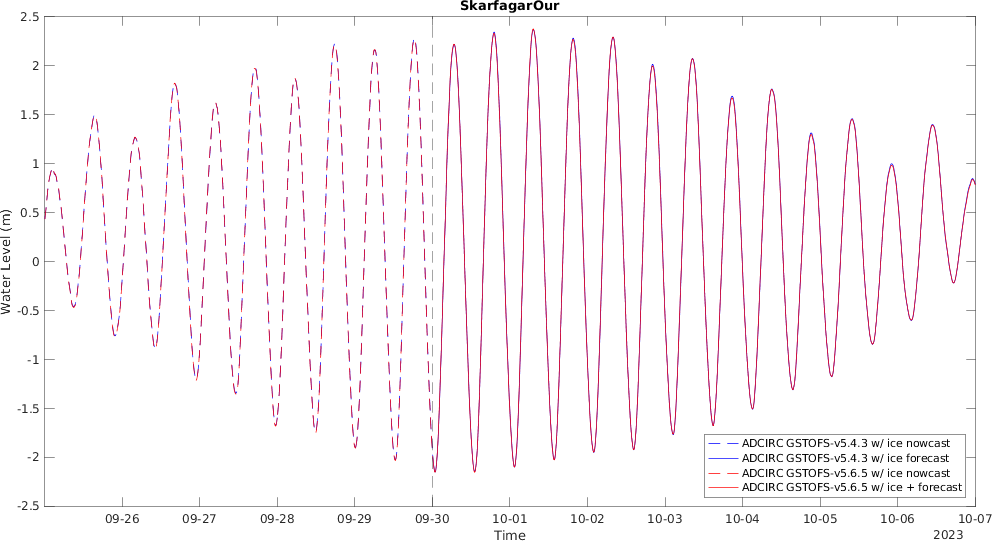 SkarfagarOur
2.5
2
1.5
1
0.5
0
-0.5
-1
-1.5
-2
-2.5
Water Level (m)
ADCIRC GSTOFS-v5.4.3 w/ ice nowcast
ADCIRC GSTOFS-v5.4.3 w/ ice forecast
ADCIRC GSTOFS-v5.6.5 w/ ice nowcast
ADCIRC GSTOFS-v5.6.5 w/ ice + forecast
09-26 09-27 09-28 09-29 09-30 10-01 10-02 10-03 10-04 10-05 10-06 10-07
Time
2023